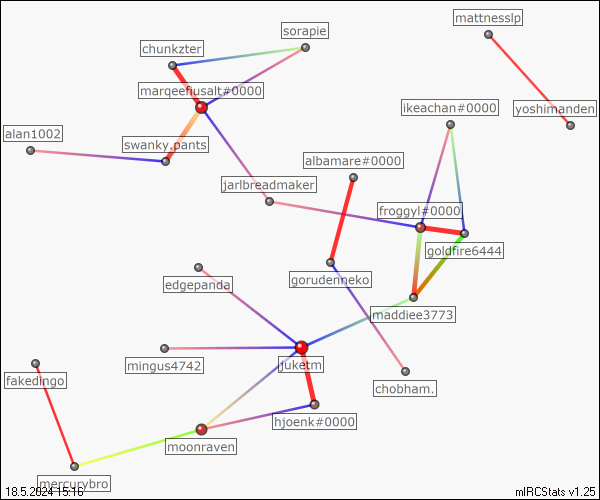 mattnesslp
sorapie
chunkzter
marqeefiusalt#0000
ikeachan#0000
yoshimanden
alan1002
swanky.pants
albamare#0000
jarlbreadmaker
froggyl#0000
goldfire6444
gorudenneko
edgepanda
maddiee3773
mingus4742
juketm
fakedingo
chobham.
hjoenk#0000
moonraven
mercurybro
18.5.2024 15:16
mIRCStats v1.25